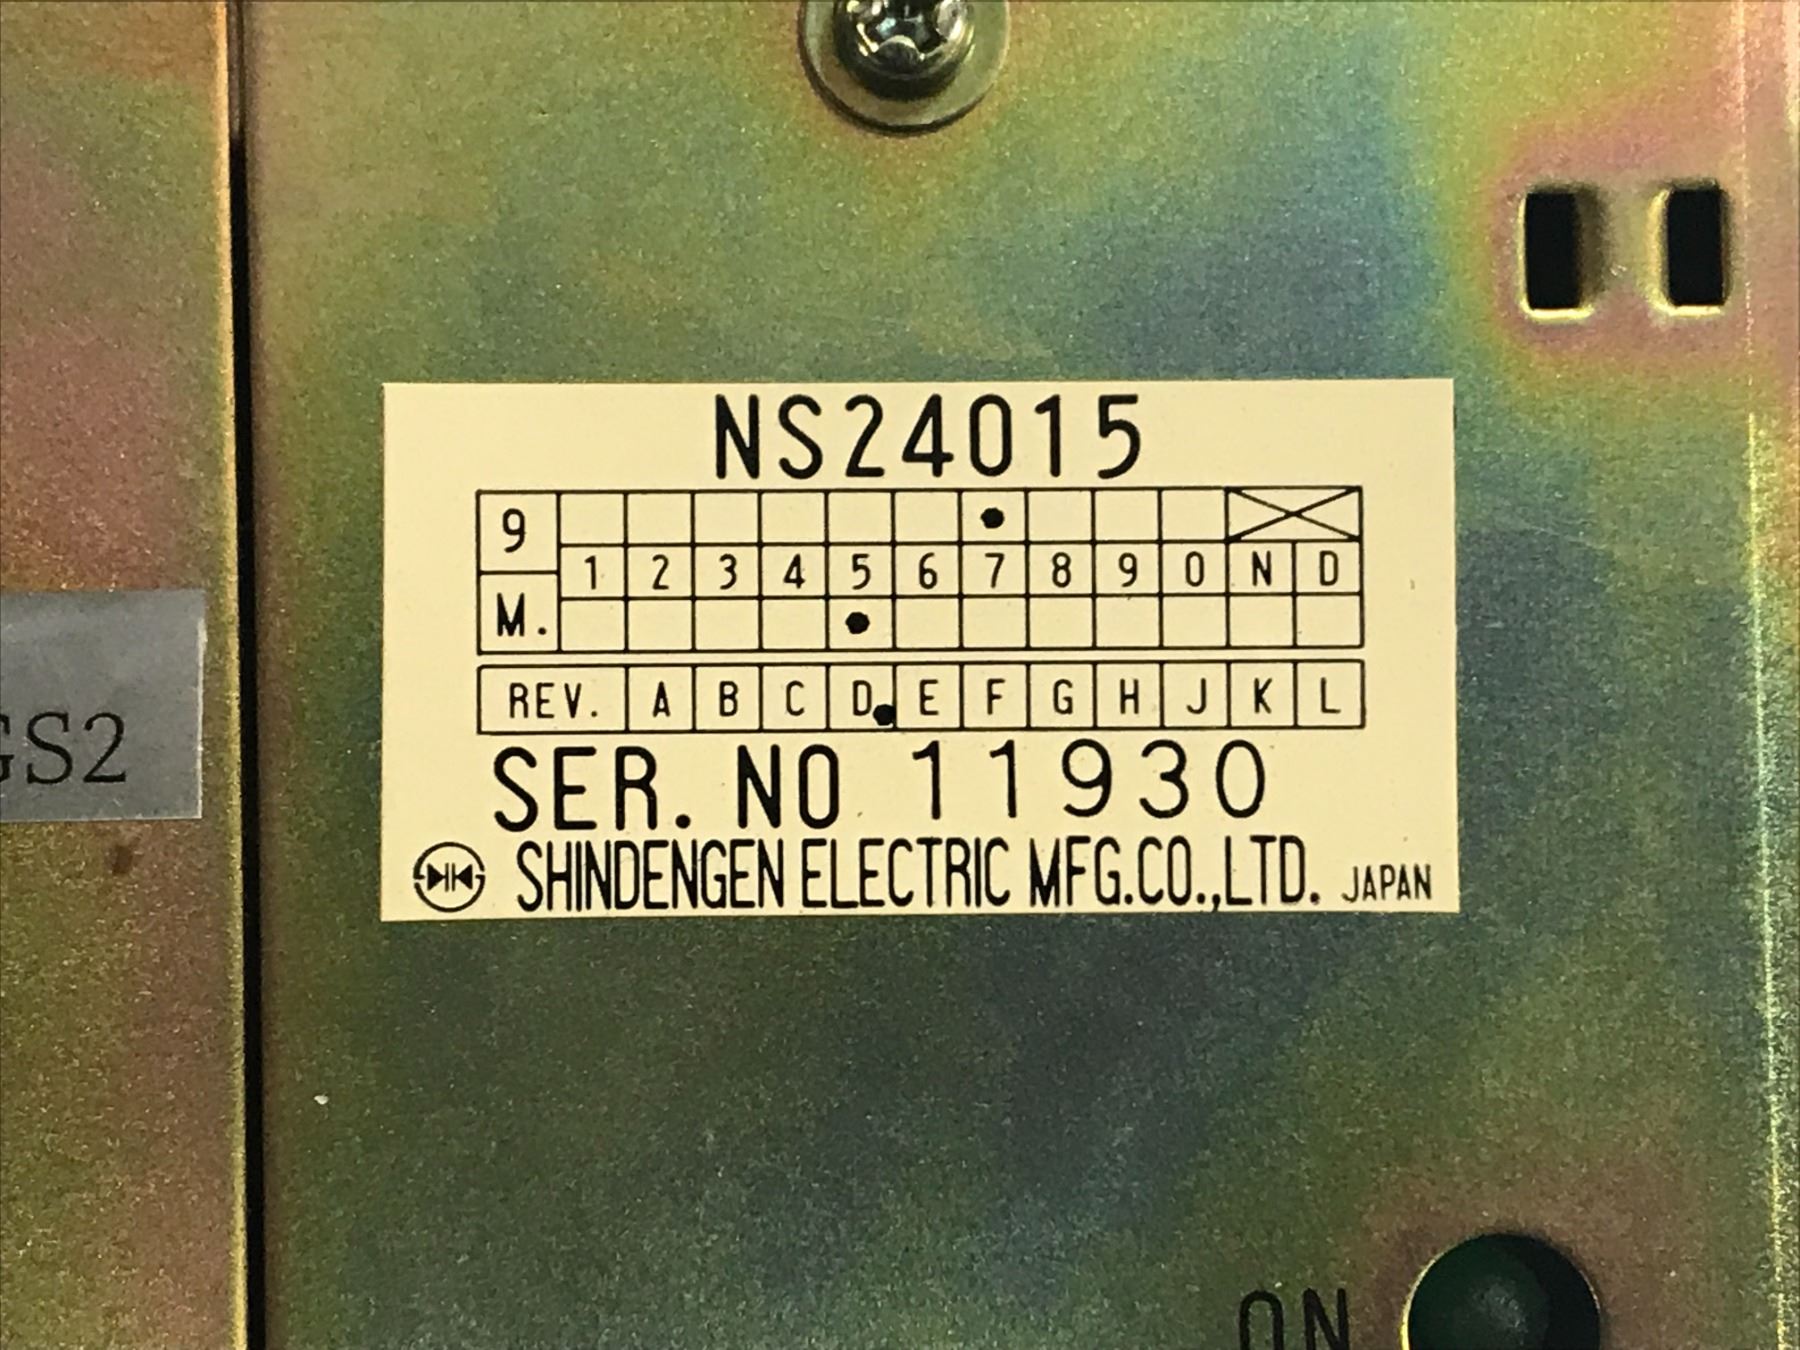 NS24015
9
1 2 3 4 5 6 7 8 9 0 N D
M.
REV. A B C D E F G H J K L
SER. NO 11930
SHINDENGEN ELECTRIC MFG.CO.,LTD. JAPAN
GS2
ON